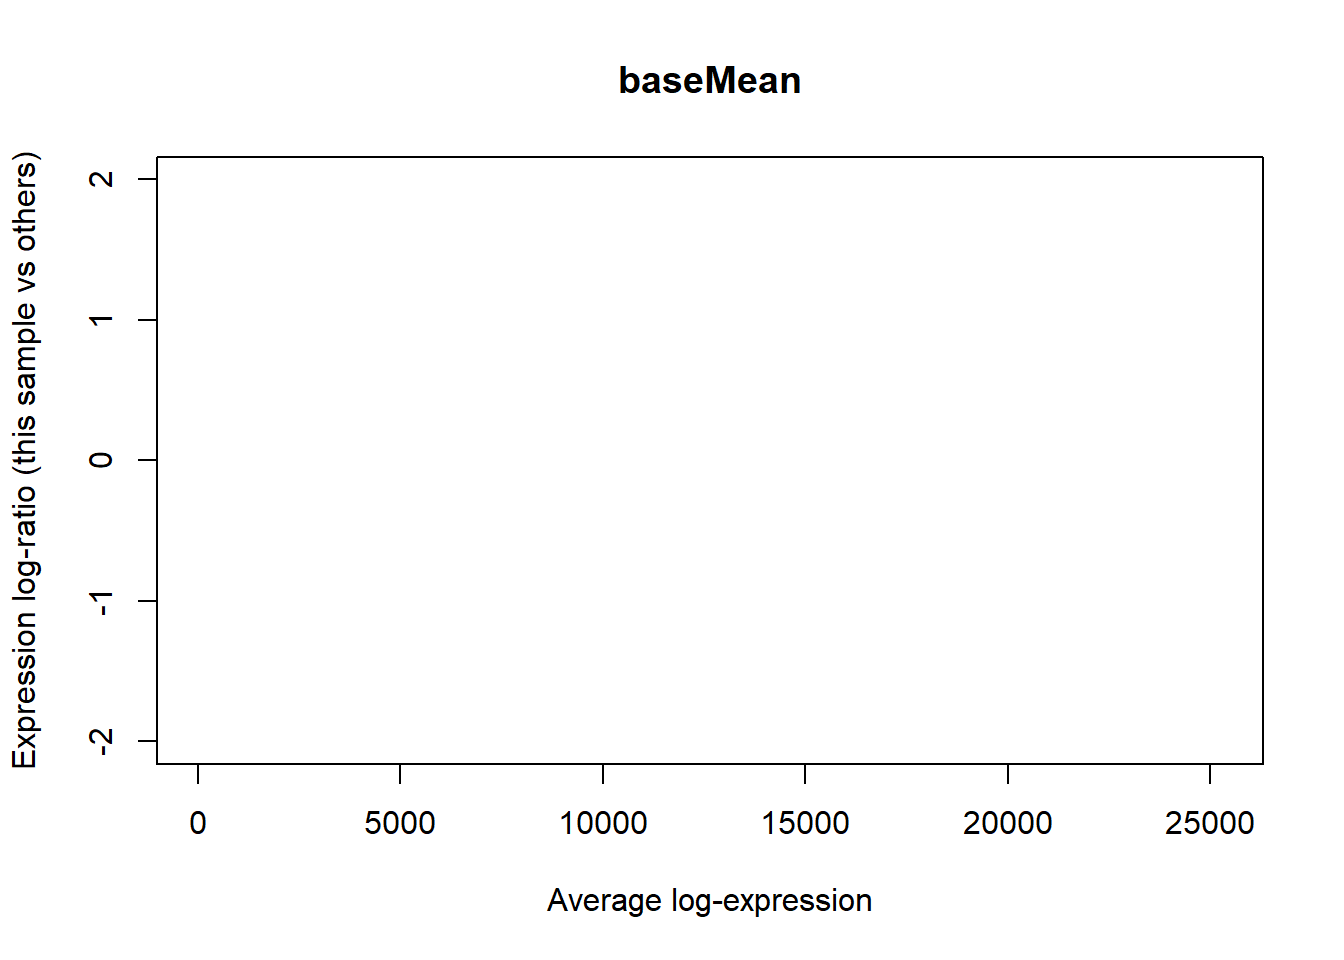 baseMean
Expression log-ratio (this sample vs others)
2
1
0
-1
-2
0 5000 10000 15000 20000 25000
Average log-expression